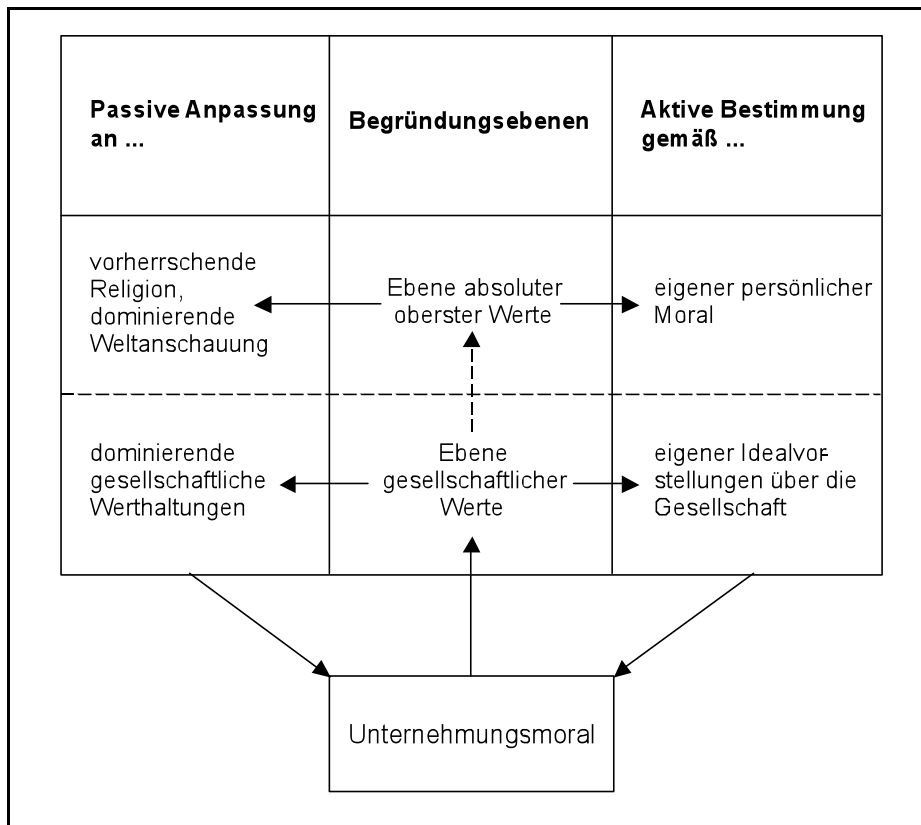 Passive Anpassung
an ...
Begründungsebenen
Aktive Bestimmung
gemäß ...
vorherrschende
Religion,
dominierende
Weltanschauung
Ebene absoluter
oberster Werte
eigener persönlicher
Moral
dominierende
gesellschaftliche
Werthaltungen
Ebene
gesellschaftlicher
Werte
eigener Idealvor-
stellungen über die
Gesellschaft
Unternehmungsmoral